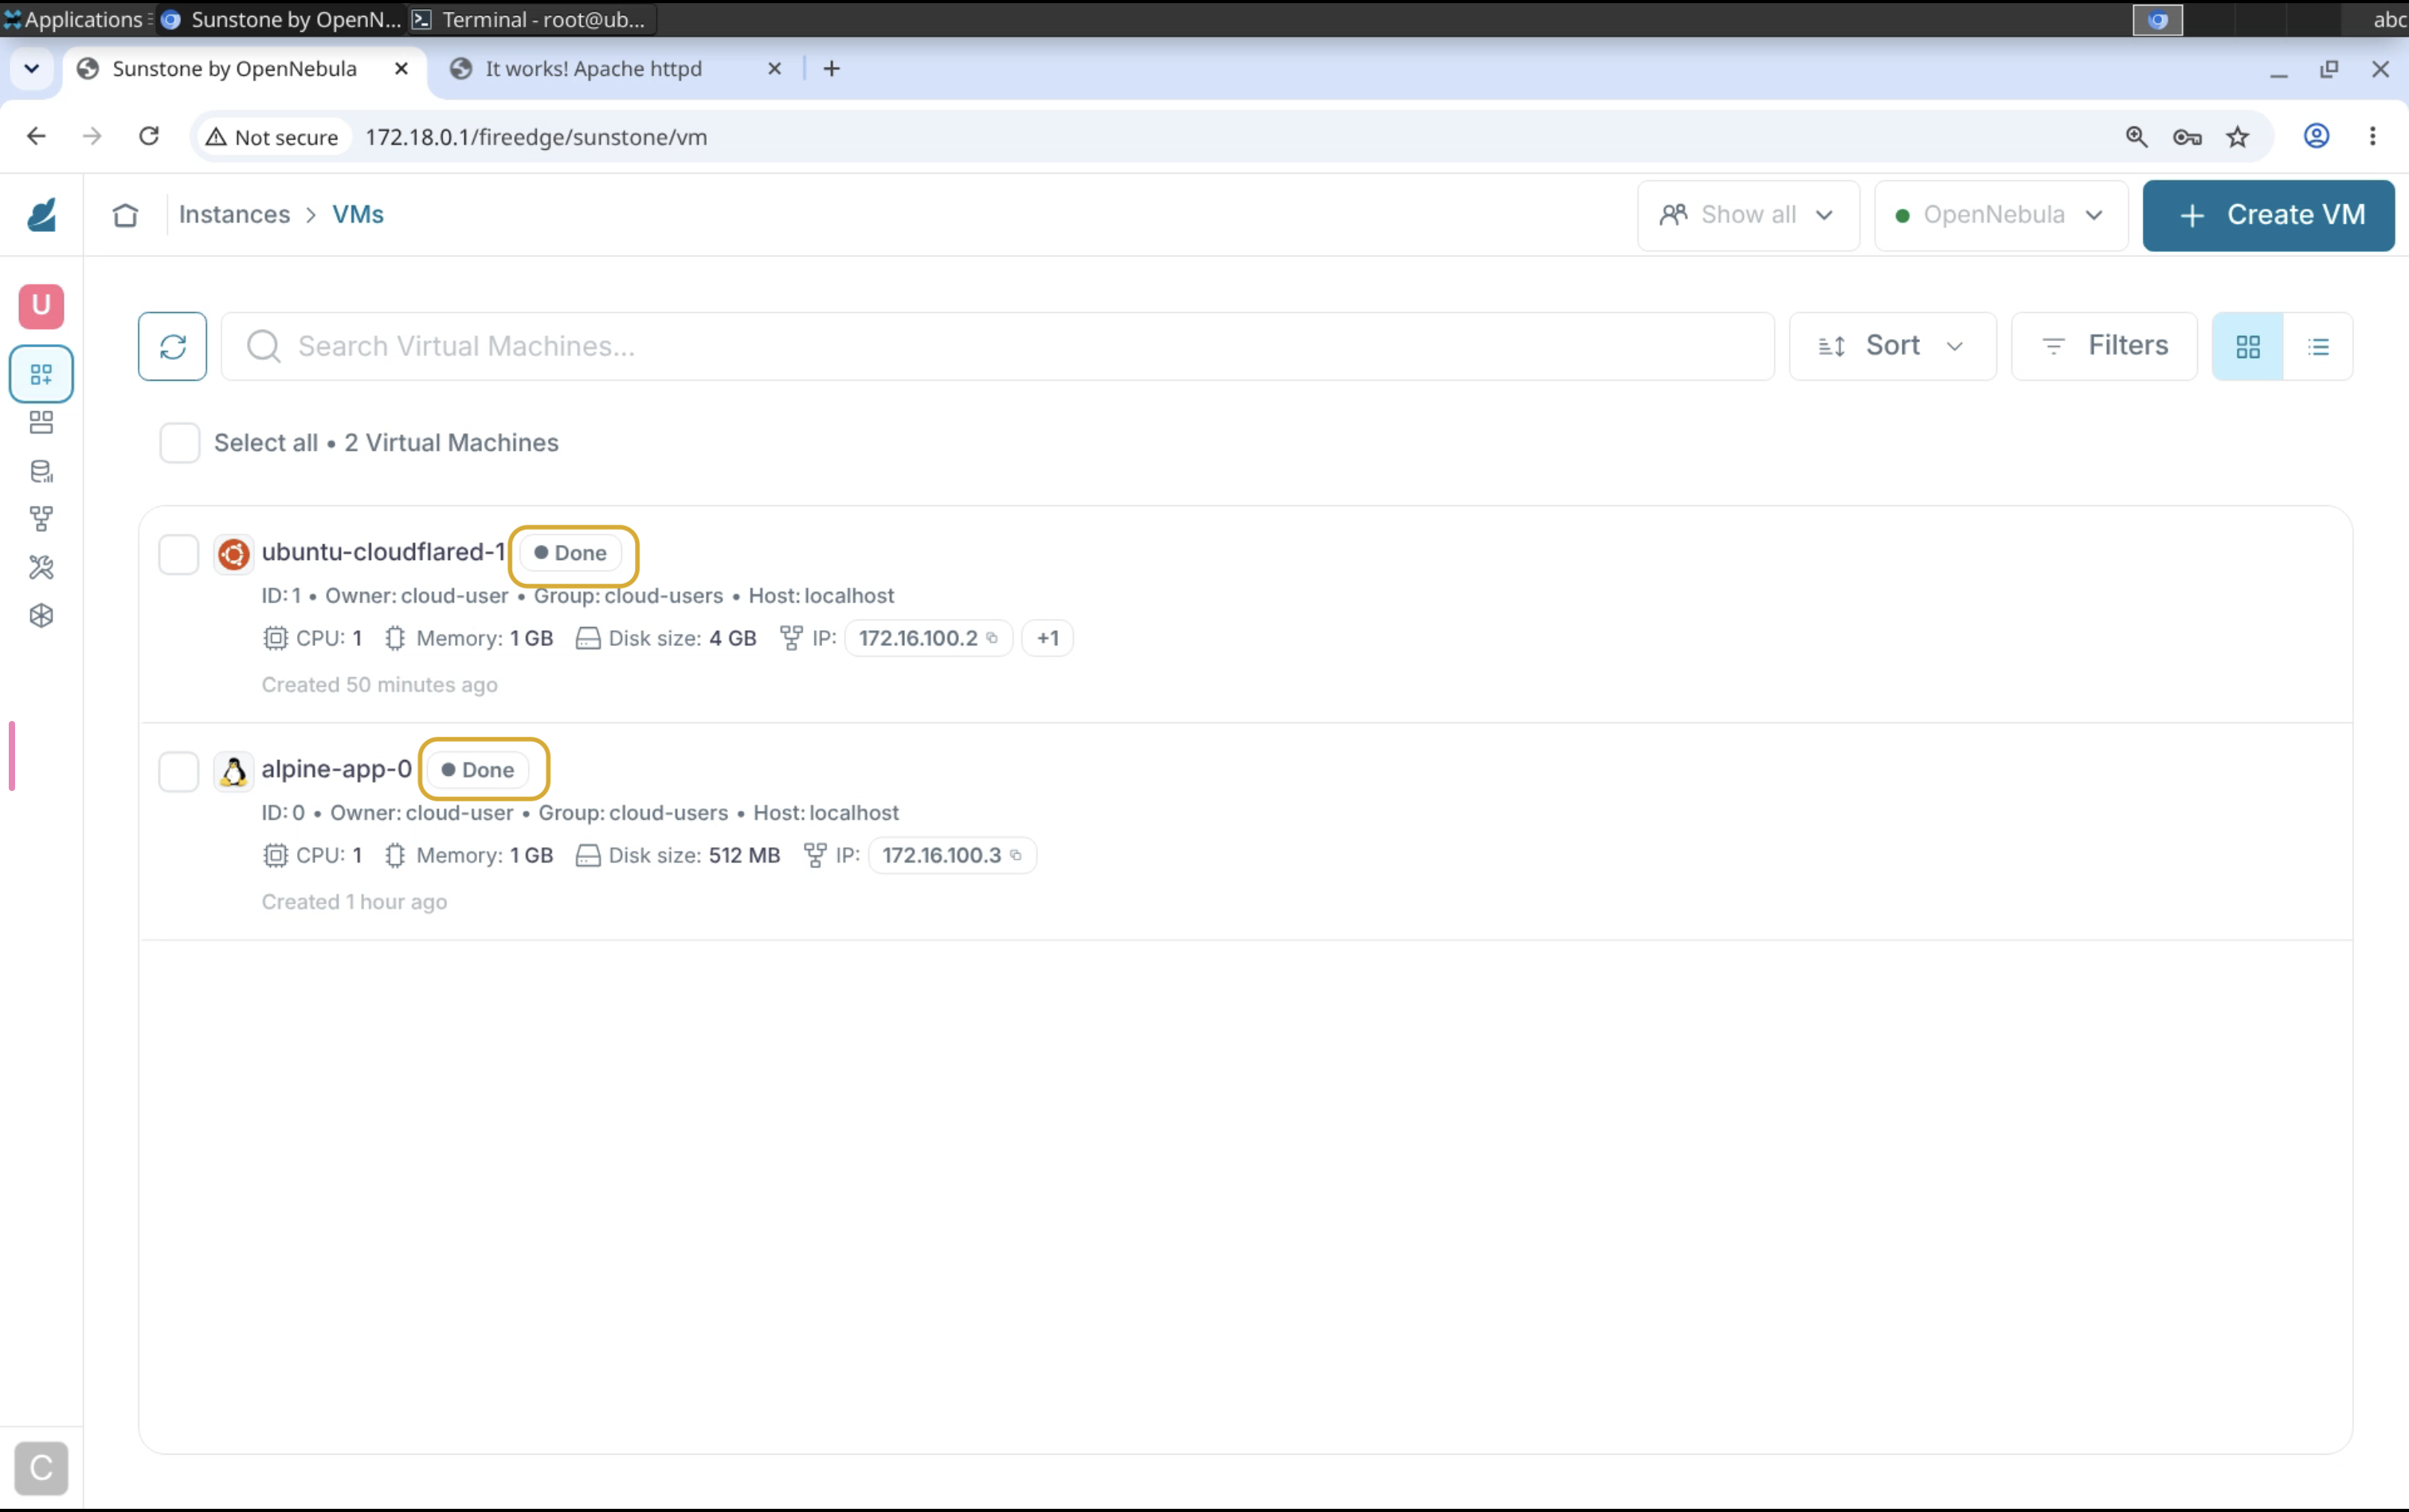 Applications Sunstone by OpenN... Terminal - root@ub... abc
Sunstone by OpenNebula It works! Apache httpd
Not secure 172.18.0.1/fireedge/sunstone/vm
Instances > VMs Show all OpenNebula + Create VM
U
Search Virtual Machines... Sort Filters
Select all • 2 Virtual Machines
ubuntu-cloudflared-1 Done
ID: 1 • Owner: cloud-user • Group: cloud-users • Host: localhost
CPU: 1 Memory: 1 GB Disk size: 4 GB IP: 172.16.100.2 +1
Created 50 minutes ago
alpine-app-0 Done
ID: 0 • Owner: cloud-user • Group: cloud-users • Host: localhost
CPU: 1 Memory: 1 GB Disk size: 512 MB IP: 172.16.100.3
Created 1 hour ago
C